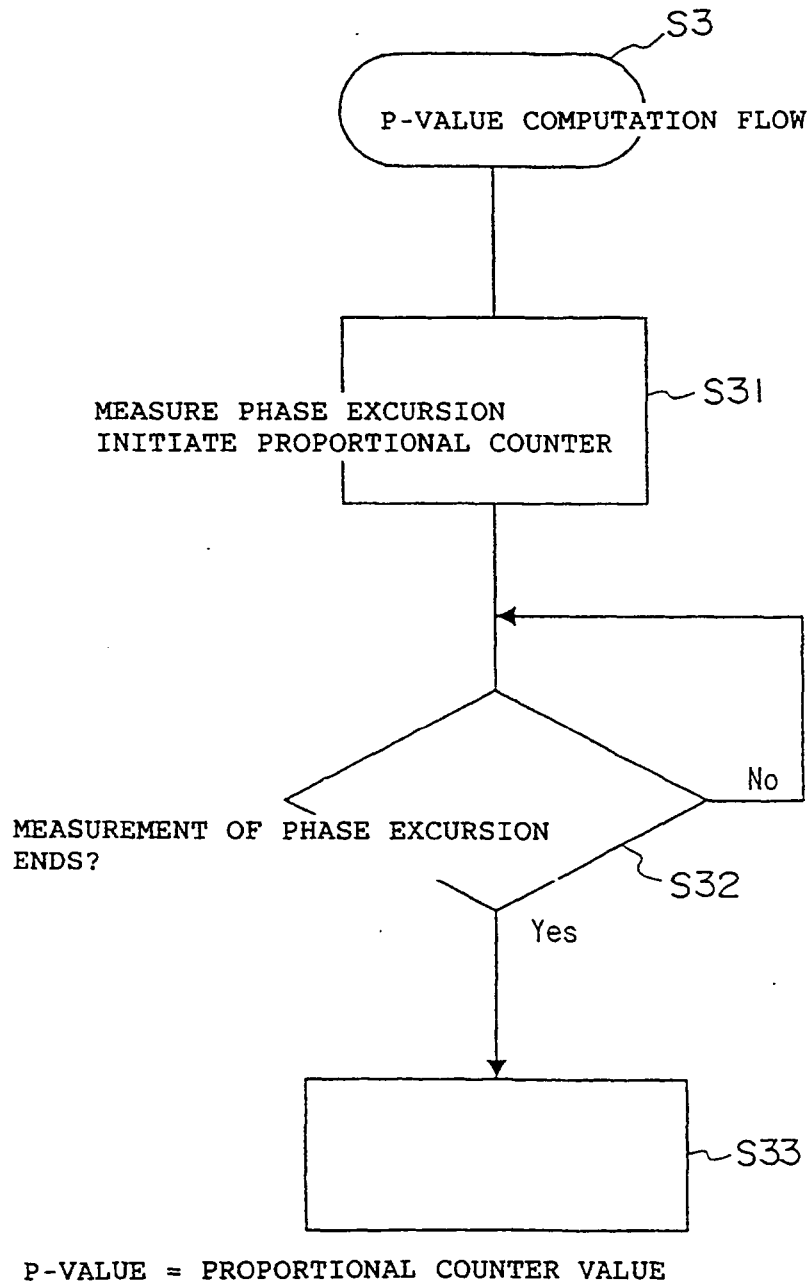 S3
P-VALUE COMPUTATION FLOW
S31
MEASURE PHASE EXCURSION
INITIATE PROPORTIONAL COUNTER
No
MEASUREMENT OF PHASE EXCURSION
ENDS?
S32
Yes
S33
P-VALUE = PROPORTIONAL COUNTER VALUE